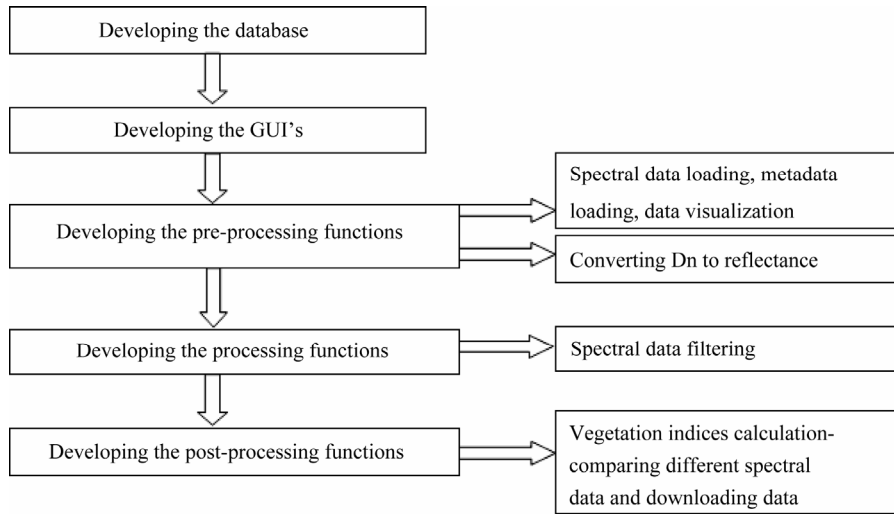 Developing the database
Developing the GUI's
Spectral data loading, metadata
loading, data visualization
Developing the pre-processing functions
Converting Dn to reflectance
Developing the processing functions
Spectral data filtering
Developing the post-processing functions
Vegetation indices calculation-
comparing different spectral
data and downloading data